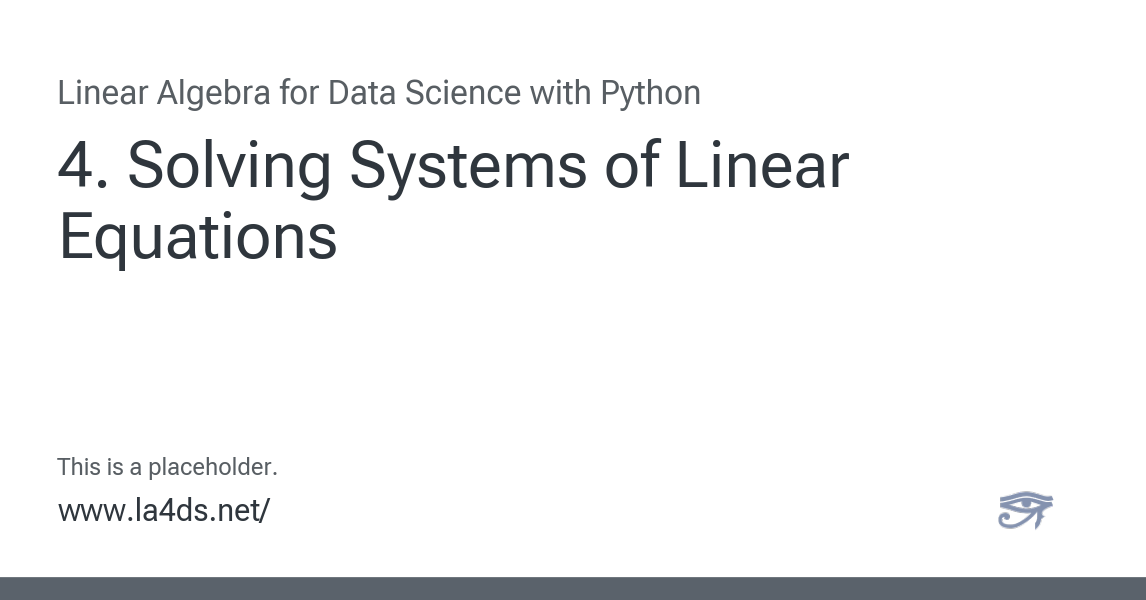 Linear Algebra for Data Science with Python
4. Solving Systems of Linear
Equations
This is a placeholder.
www.la4ds.net/